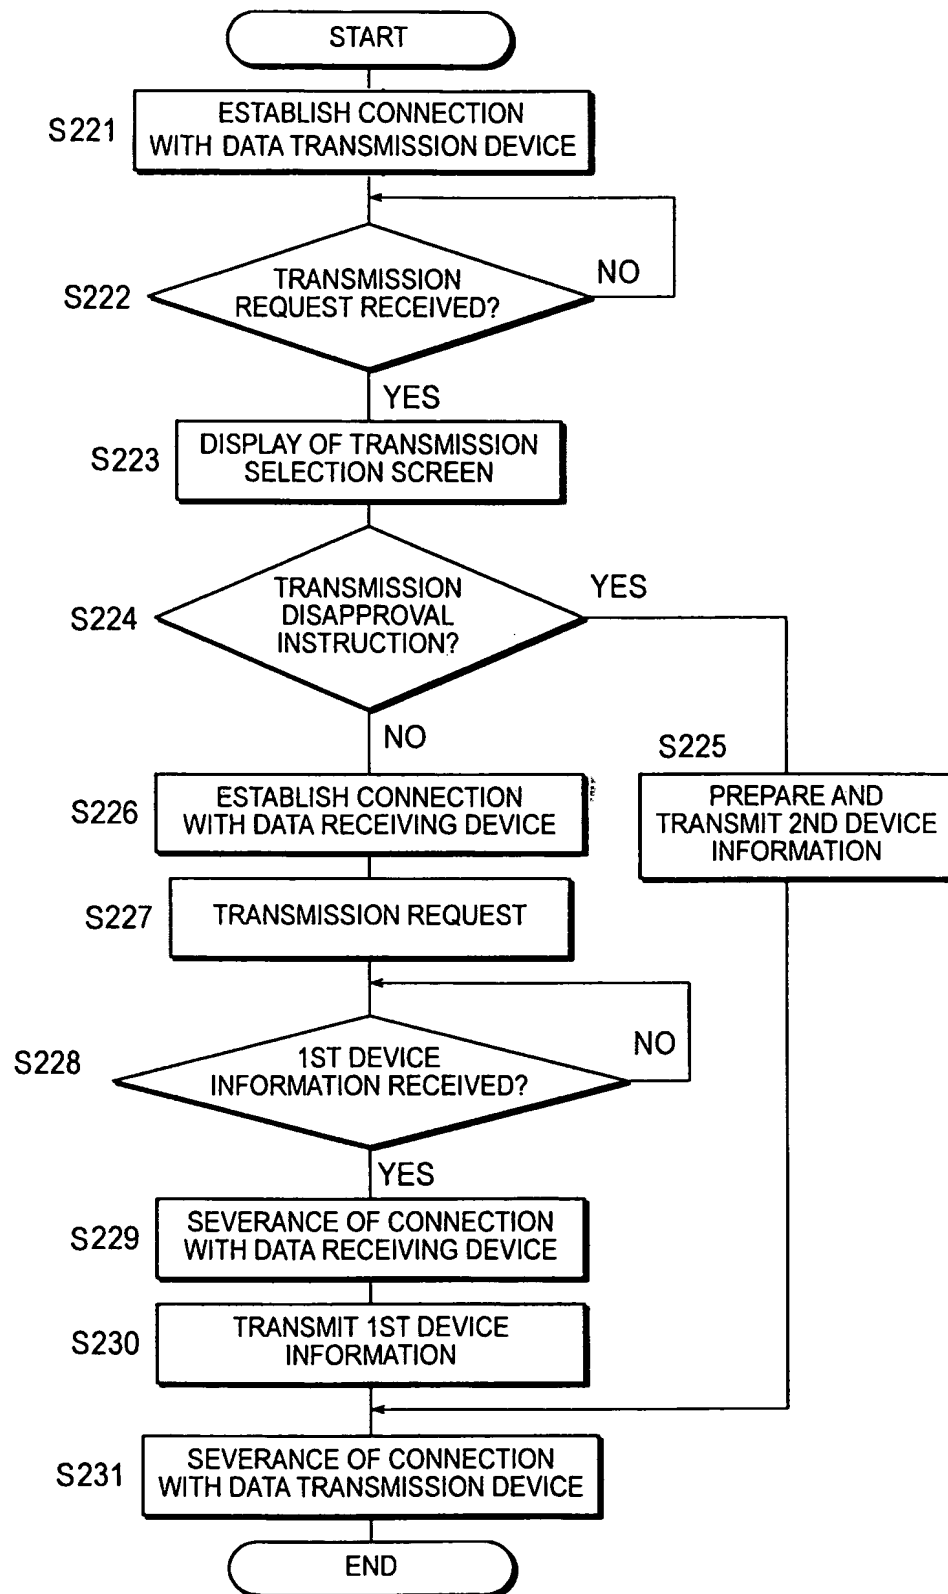 START
S221
ESTABLISH CONNECTION
WITH DATA TRANSMISSION DEVICE
S222
TRANSMISSION
REQUEST RECEIVED?
NO
YES
S223
DISPLAY OF TRANSMISSION
SELECTION SCREEN
S224
TRANSMISSION
DISAPPROVAL
INSTRUCTION?
YES
NO
S225
PREPARE AND
TRANSMIT 2ND DEVICE
INFORMATION
S226
ESTABLISH CONNECTION
WITH DATA RECEIVING DEVICE
S227
TRANSMISSION REQUEST
S228
1ST DEVICE
INFORMATION RECEIVED?
NO
YES
S229
SEVERANCE OF CONNECTION
WITH DATA RECEIVING DEVICE
S230
TRANSMIT 1ST DEVICE
INFORMATION
S231
SEVERANCE OF CONNECTION
WITH DATA TRANSMISSION DEVICE
END